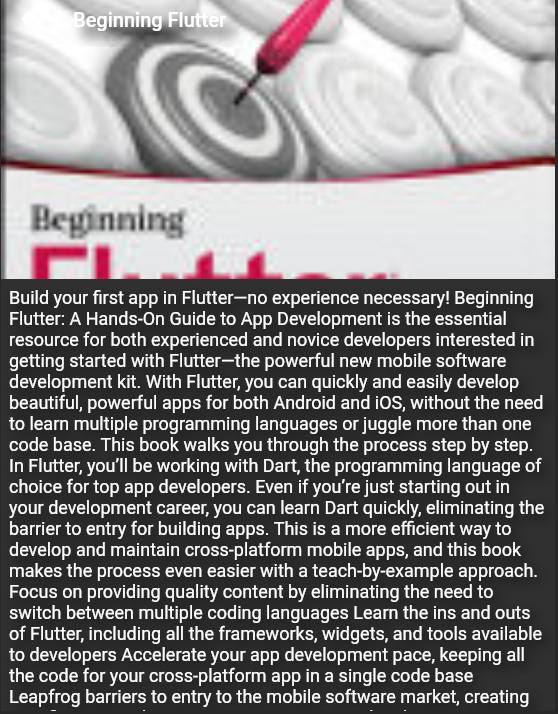 Beginning Flutter
Beginning
Flutter
Build your first app in Flutter—no experience necessary! Beginning
Flutter: A Hands-On Guide to App Development is the essential
resource for both experienced and novice developers interested in
getting started with Flutter—the powerful new mobile software
development kit. With Flutter, you can quickly and easily develop
beautiful, powerful apps for both Android and iOS, without the need
to learn multiple programming languages or juggle more than one
code base. This book walks you through the process step by step.
In Flutter, you’ll be working with Dart, the programming language of
choice for top app developers. Even if you’re just starting out in
your development career, you can learn Dart quickly, eliminating the
barrier to entry for building apps. This is a more efficient way to
develop and maintain cross-platform mobile apps, and this book
makes the process even easier with a teach-by-example approach.
Focus on providing quality content by eliminating the need to
switch between multiple coding languages Learn the ins and outs
of Flutter, including all the frameworks, widgets, and tools available
to developers Accelerate your app development pace, keeping all
the code for your cross-platform app in a single code base
Leapfrog barriers to entry to the mobile software market, creating